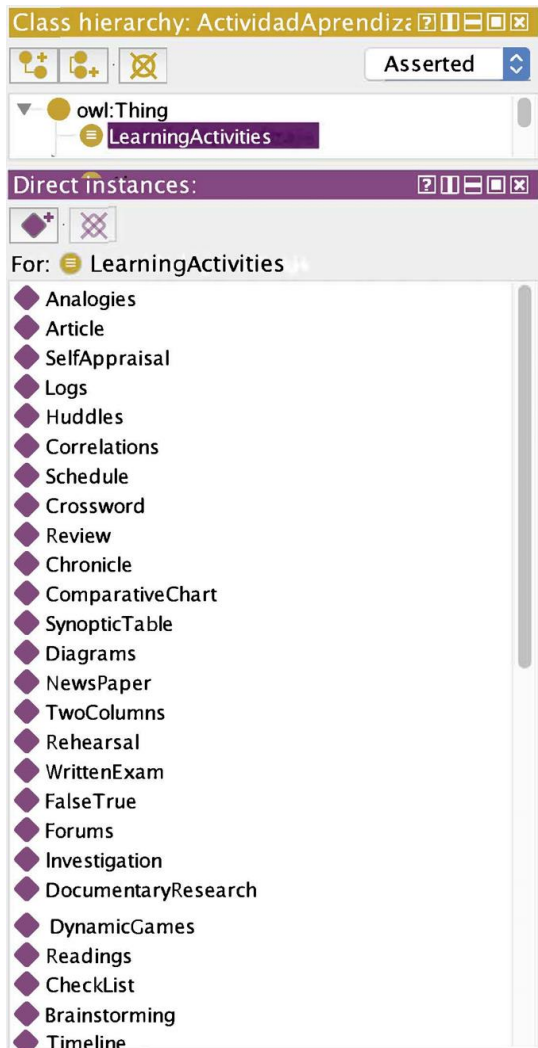 Class hierarchy: ActividadAprendiza
Asserted
owl:Thing
LearningActivities
Direct instances:
For: LearningActivities
Analogies
Article
SelfAppraisal
Logs
Huddles
Correlations
Schedule
Crossword
Review
Chronicle
ComparativeChart
SynopticTable
Diagrams
NewsPaper
TwoColumns
Rehearsal
WrittenExam
FalseTrue
Forums
Investigation
DocumentaryResearch
DynamicGames
Readings
CheckList
Brainstorming
Timeline